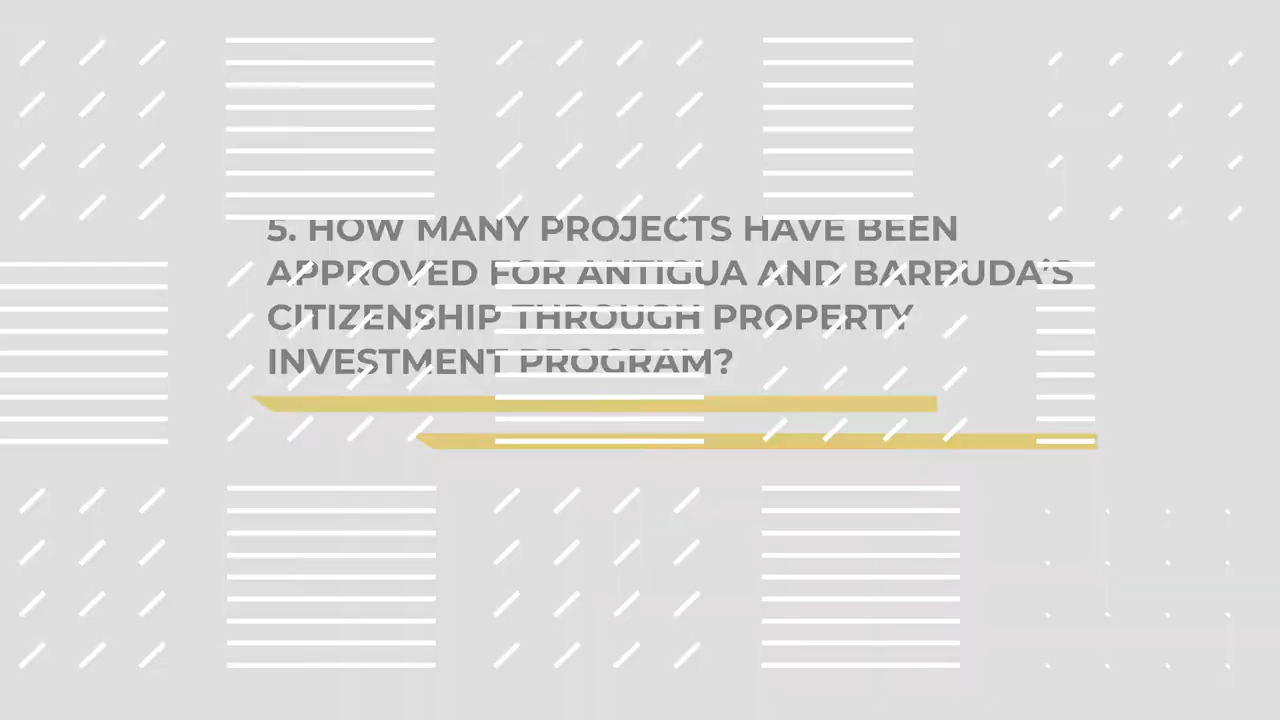 5. HOW MANY PROJECTS HAVE BEEN
APPROVED FOR ANTIGUA AND BARBUDA'S
CITIZENSHIP THROUGH PROPERTY
INVESTMENT PROGRAM?